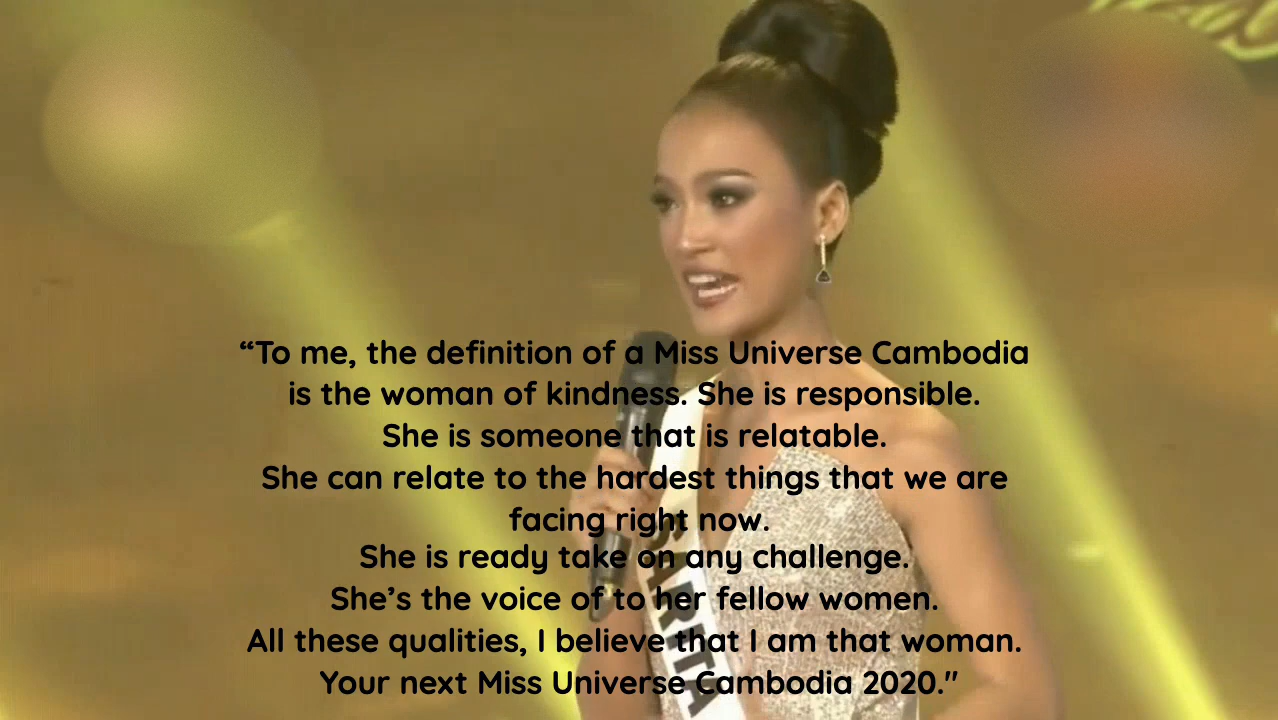 “To me, the definition of a Miss Universe Cambodia
is the woman of kindness. She is responsible.
She is someone that is relatable.
She can relate to the hardest things that we are
facing right now.
She is ready take on any challenge.
She’s the voice of to her fellow women.
All these qualities, I believe that I am that woman.
Your next Miss Universe Cambodia 2020."
SARITA